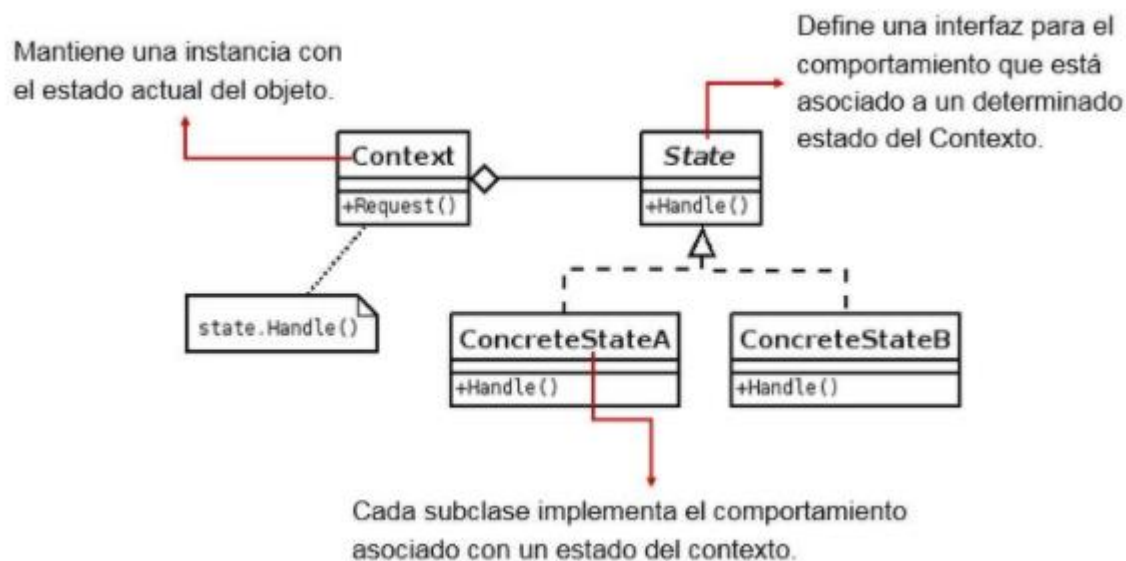 Mantiene una instancia con
el estado actual del objeto.
Define una interfaz para el
comportamiento que está
asociado a un determinado
estado del Contexto.
Context
+Request()
State
+Handle()
state.Handle()
ConcreteStateA
+Handle()
ConcreteStateB
+Handle()
Cada subclase implementa el comportamiento
asociado con un estado del contexto.